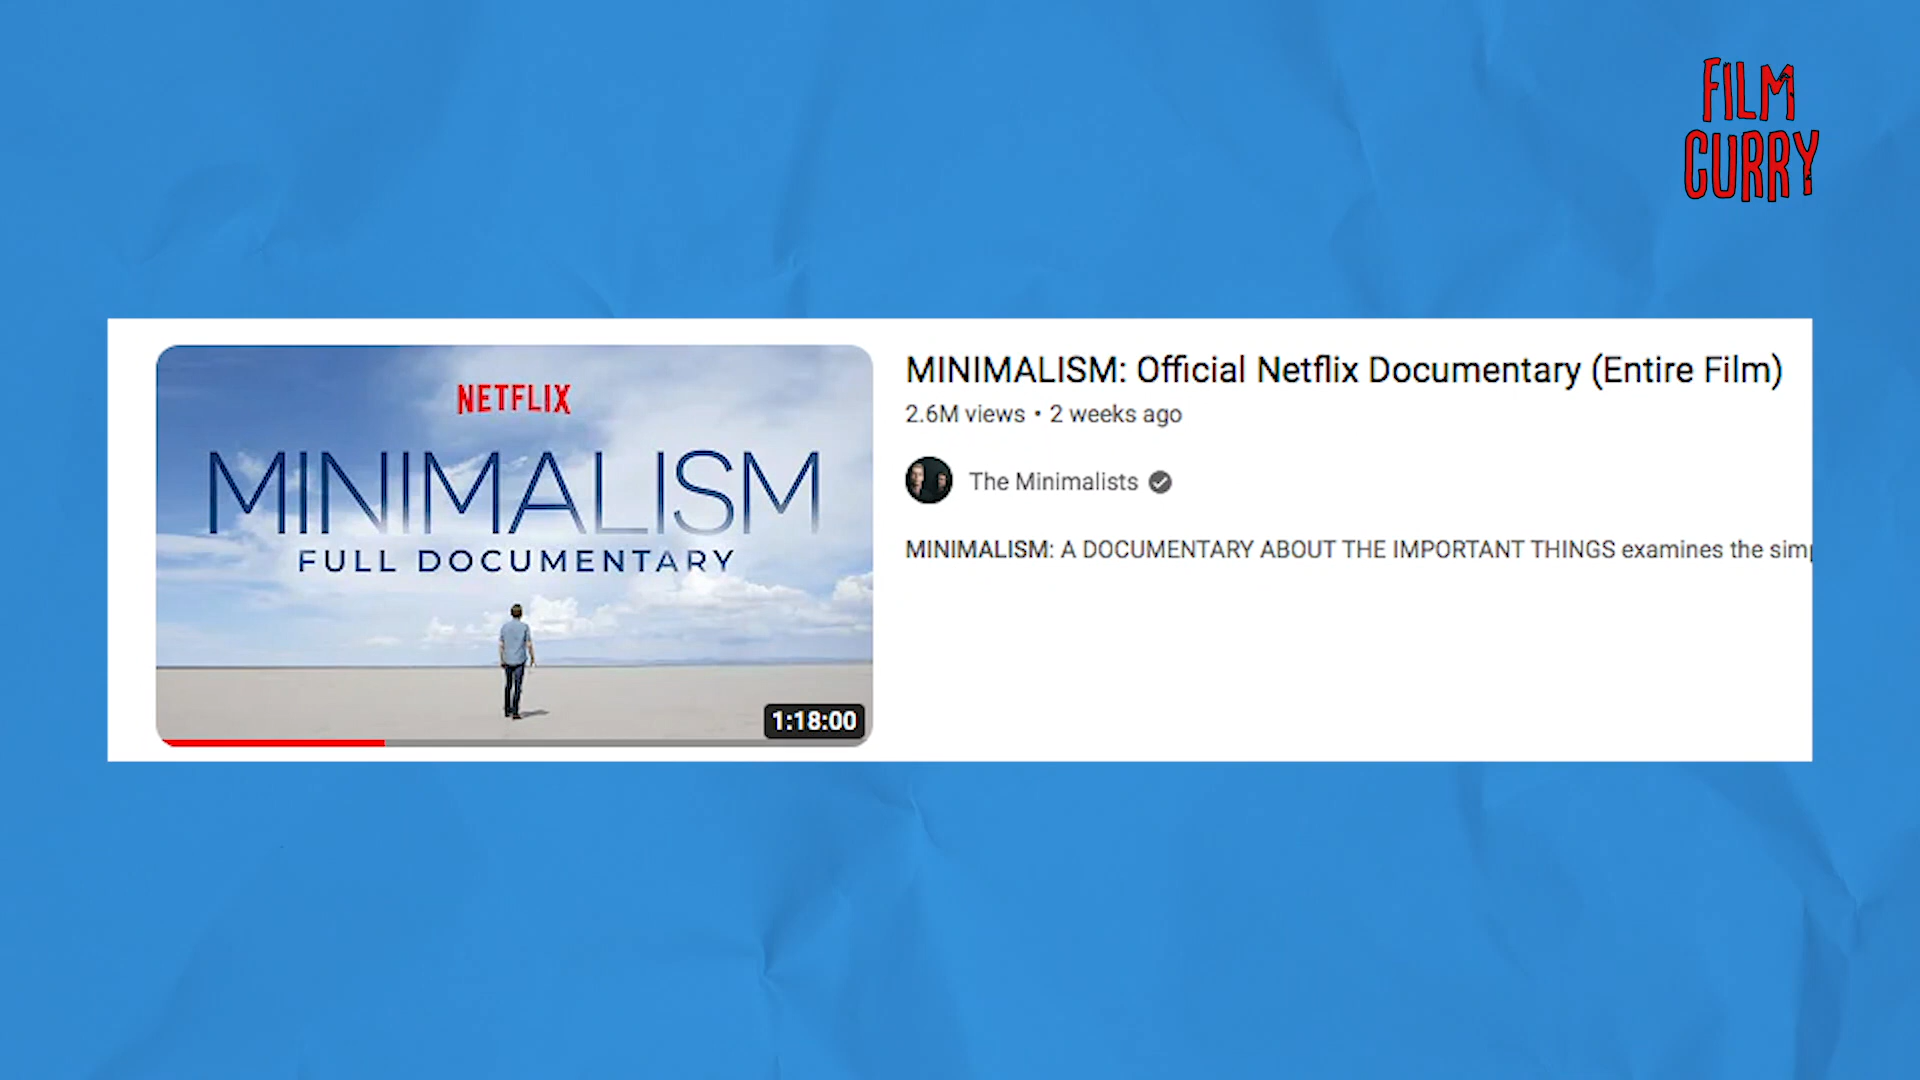 FILM
CURRY
NETFLIX
MINIMALISM
FULL DOCUMENTARY
1:18:00
MINIMALISM: Official Netflix Documentary (Entire Film)
2.6M views • 2 weeks ago
The Minimalists
MINIMALISM: A DOCUMENTARY ABOUT THE IMPORTANT THINGS examines the